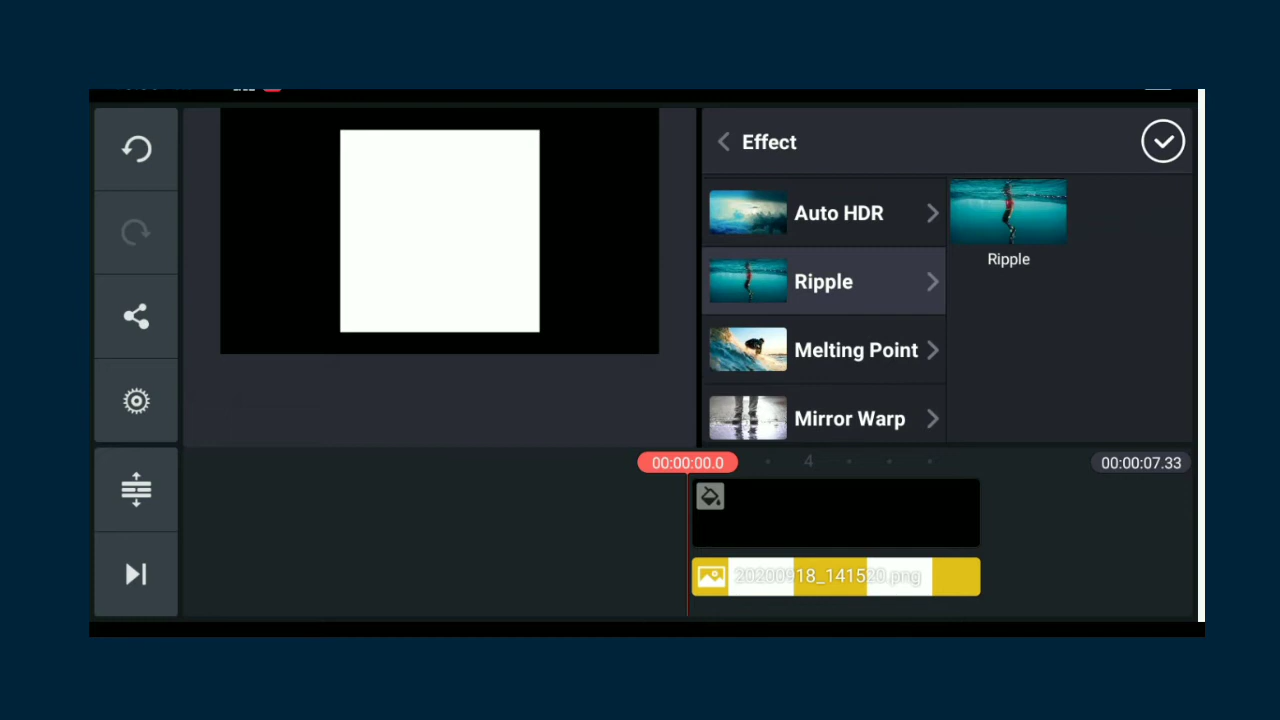 Effect
Auto HDR
Ripple
Melting Point
Mirror Warp
Ripple
00:00:00.0
4
00:00:07.33
20200918_141520.png